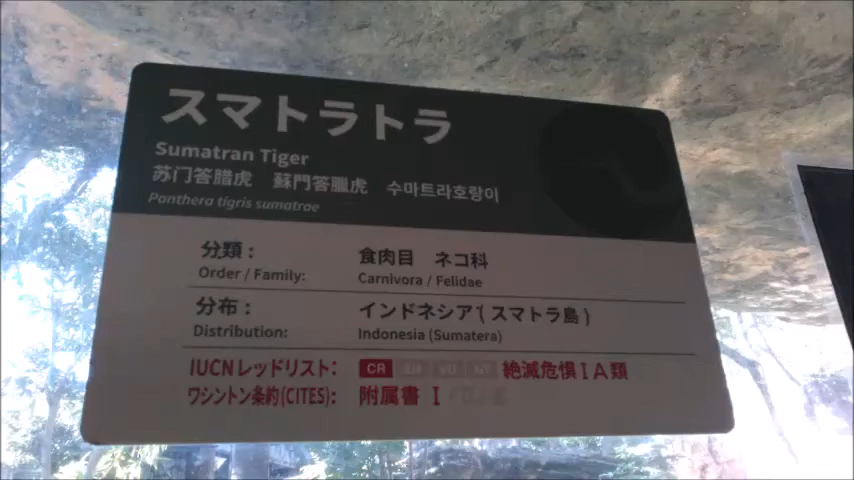 スマトラトラ
Sumatran Tiger
苏门答腊虎 蘇門答臘虎 수마트라호랑이
Panthera tigris sumatrae
分類： 食肉目 ネコ科
Order / Family: Carnivora / Felidae
分布： インドネシア ( スマトラ島 )
Distribution: Indonesia (Sumatera)
IUCNレッドリスト： CR EN VU NT 絶滅危惧ⅠA類
ワシントン条約(CITES): 附属書 Ⅰ